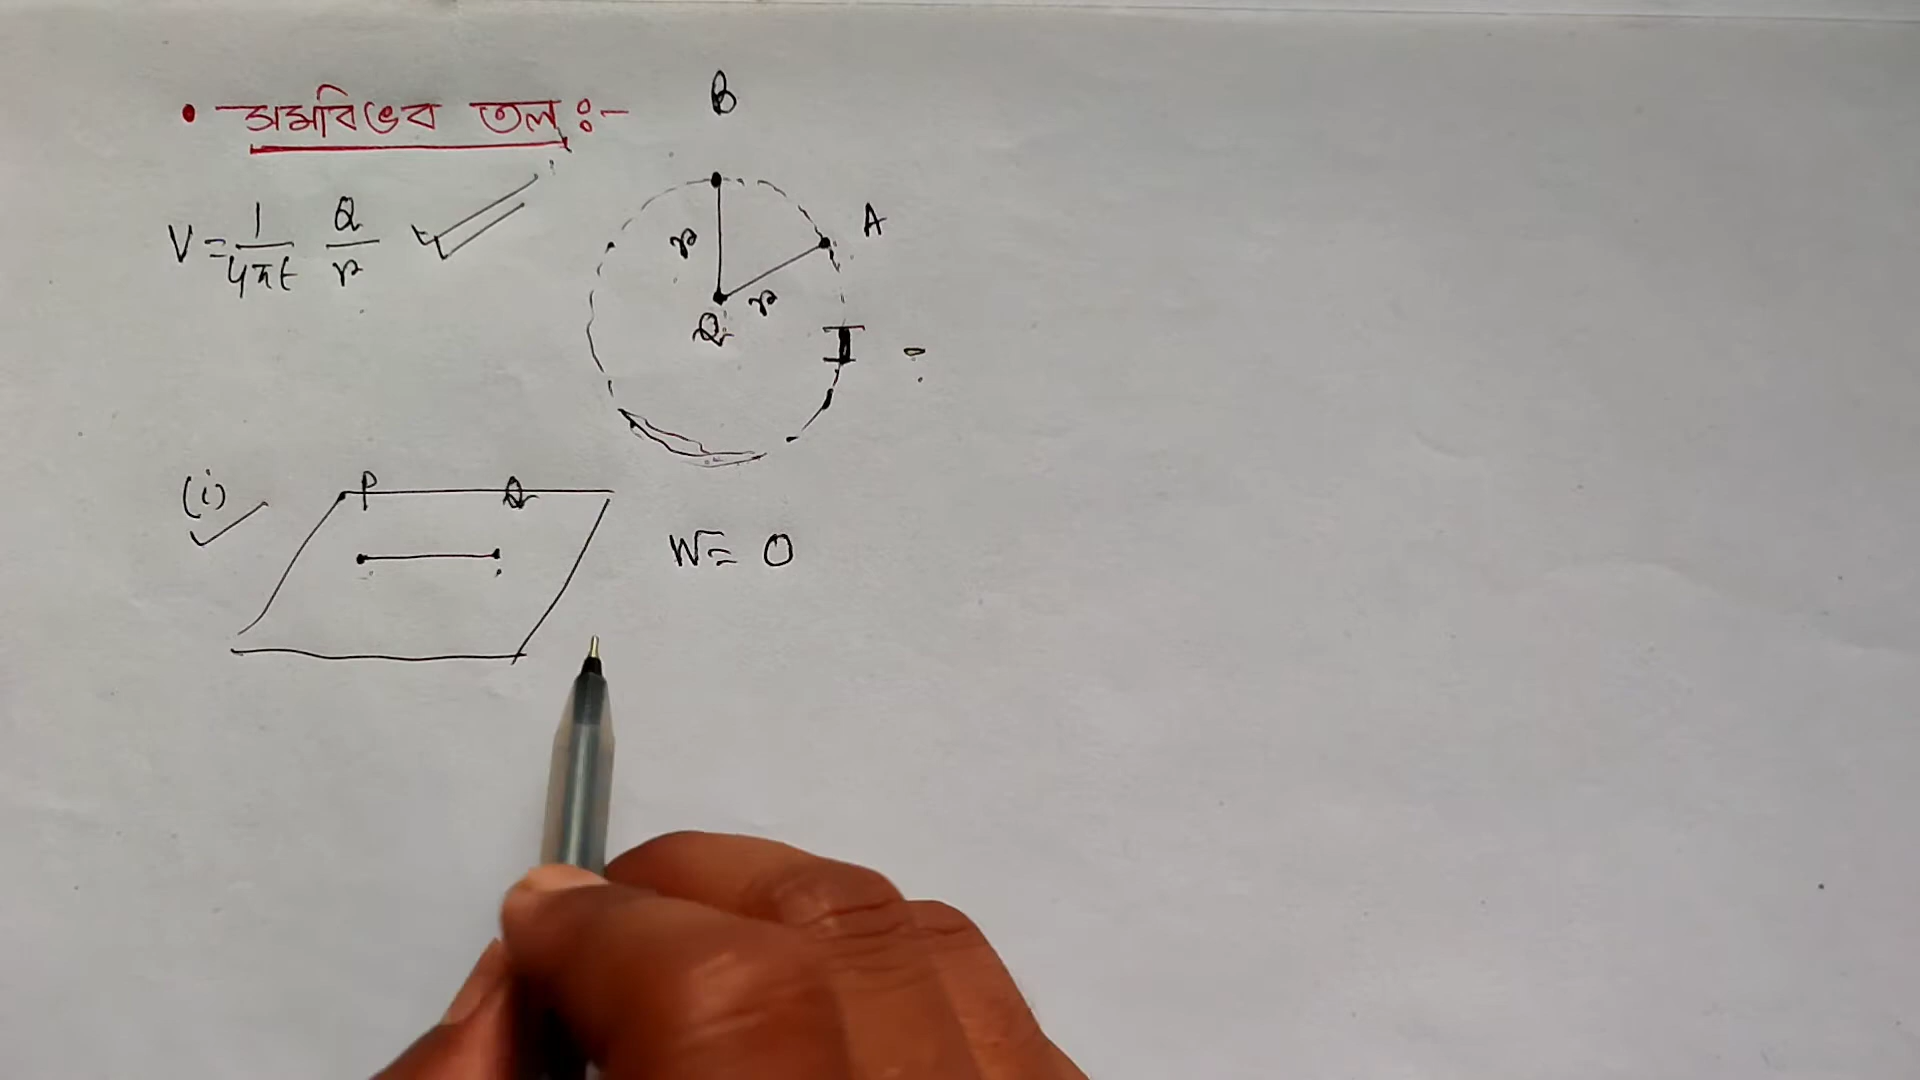 • সমবিভব তল :-
B
V = 1/4πε Q/r
A
r
r
Q
(i)
P Q
W = 0